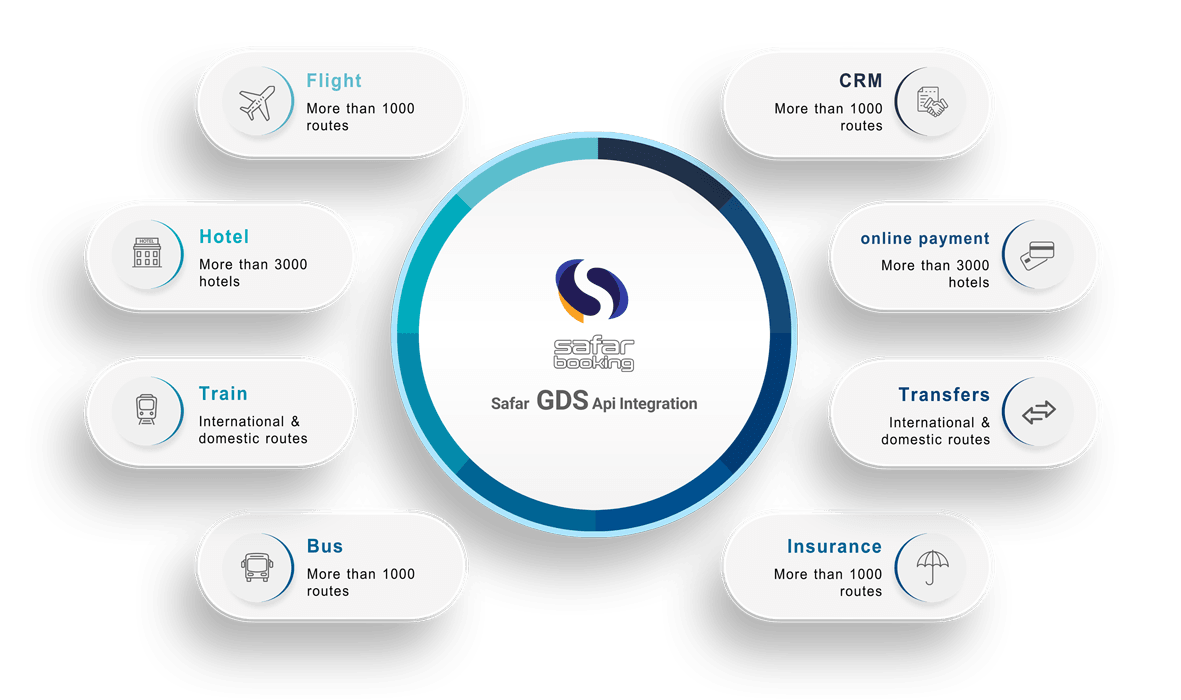 Flight
More than 1000
routes
Hotel
More than 3000
hotels
Train
International &
domestic routes
Bus
More than 1000
routes
safar
booking
Safar GDS Api Integration
CRM
More than 1000
routes
online payment
More than 3000
hotels
Transfers
International &
domestic routes
Insurance
More than 1000
routes
HOTEL